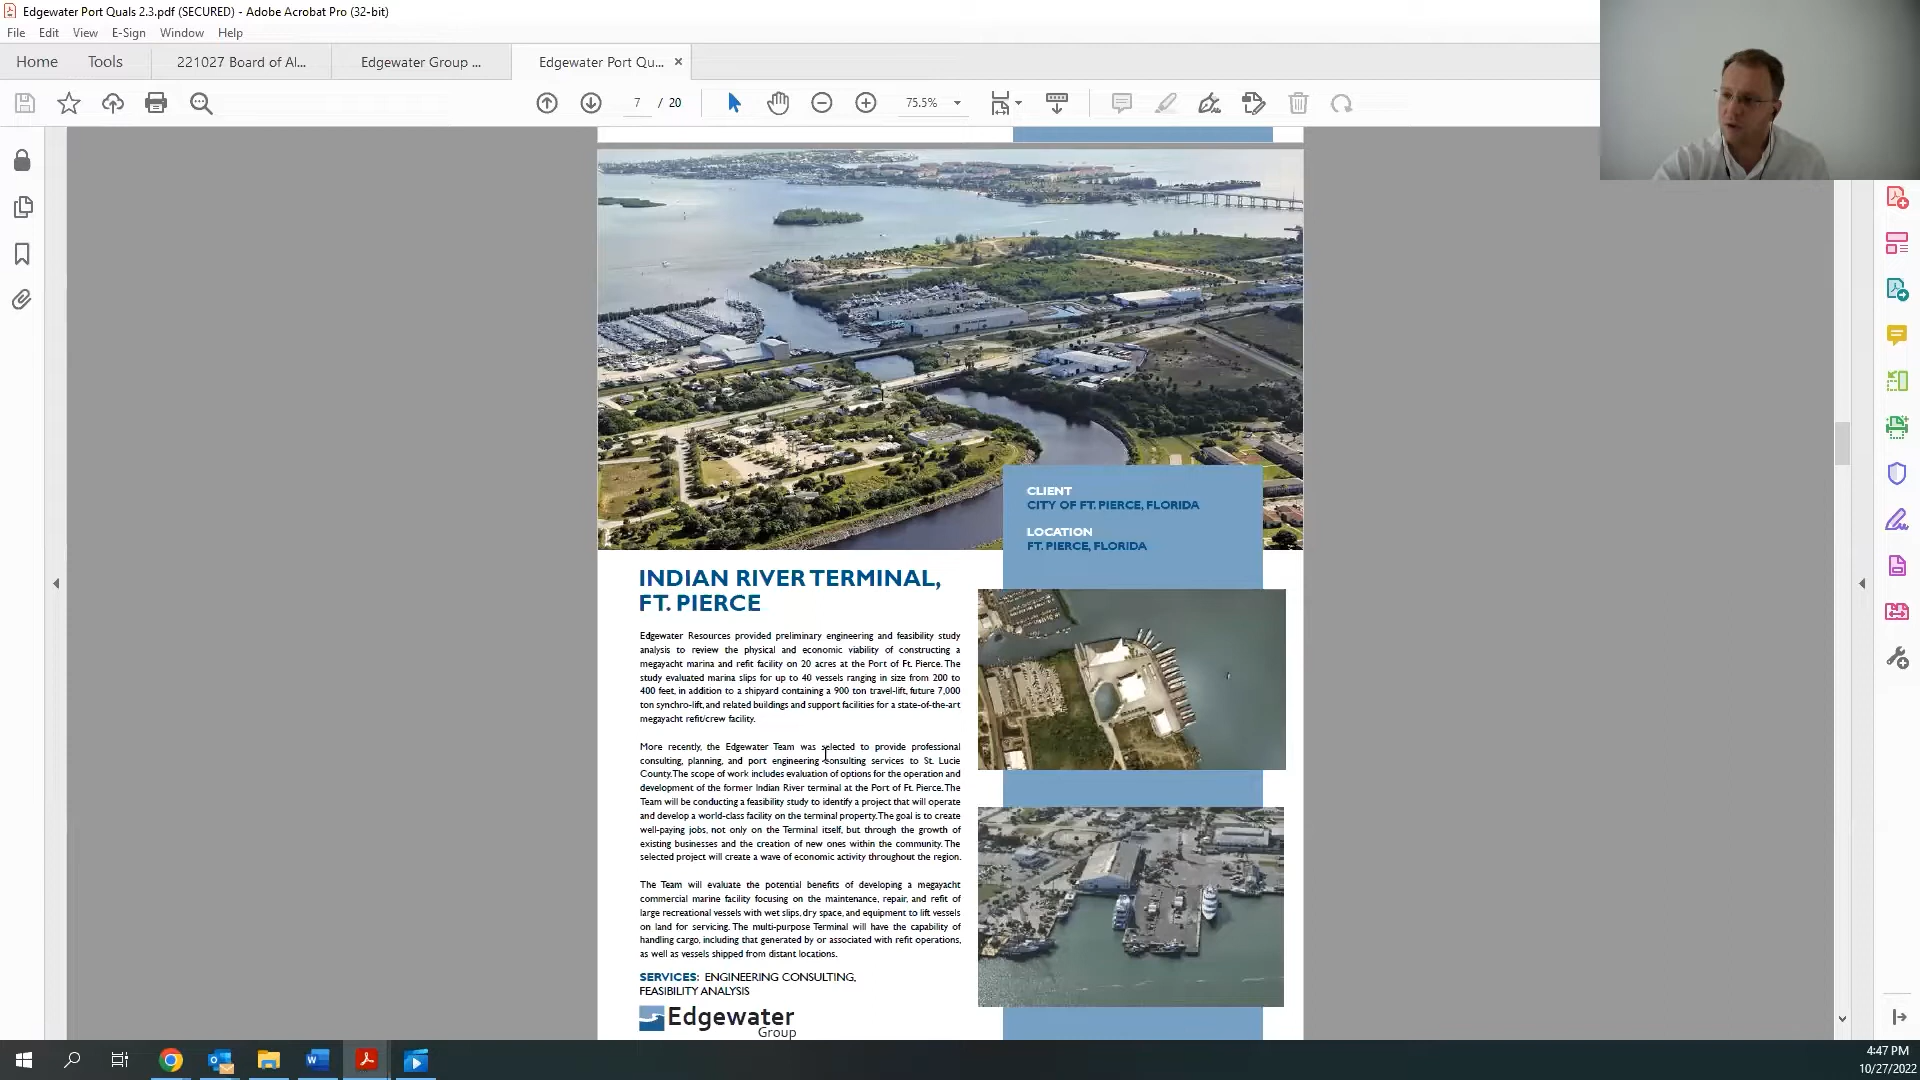 Edgewater Port Quals 2.3.pdf (SECURED) - Adobe Acrobat Pro (32-bit)
File Edit View E-Sign Window Help
Home Tools 221027 Board of Al... Edgewater Group ... Edgewater Port Qu... ×
7 / 20 75.5%
CLIENT
CITY OF FT. PIERCE, FLORIDA
LOCATION
FT. PIERCE, FLORIDA
INDIAN RIVER TERMINAL,
FT. PIERCE
Edgewater Resources provided preliminary engineering and feasibility study
analysis to review the physical and economic viability of constructing a
megayacht marina and refit facility on 20 acres at the Port of Ft. Pierce. The
study evaluated marina slips for up to 40 vessels ranging in size from 200 to
400 feet, in addition to a shipyard containing a 900 ton travel-lift, future 7,000
ton synchro-lift, and related buildings and support facilities for a state-of-the-art
megayacht refit/crew facility.
More recently, the Edgewater Team was selected to provide professional
consulting, planning, and port engineering consulting services to St. Lucie
County. The scope of work includes evaluation of options for the operation and
development of the former Indian River terminal at the Port of Ft. Pierce. The
Team will be conducting a feasibility study to identify a project that will operate
and develop a world-class facility on the terminal property. The goal is to create
well-paying jobs, not only on the Terminal itself, but through the growth of
existing businesses and the creation of new ones within the community. The
selected project will create a wave of economic activity throughout the region.
The Team will evaluate the potential benefits of developing a megayacht
commercial marine facility focusing on the maintenance, repair, and refit of
large recreational vessels with wet slips, dry space, and equipment to lift vessels
on land for servicing. The multi-purpose Terminal will have the capability of
handling cargo, including that generated by or associated with refit operations,
as well as vessels shipped from distant locations.
SERVICES: ENGINEERING CONSULTING,
FEASIBILITY ANALYSIS
Edgewater
Group
4:47 PM
10/27/2022